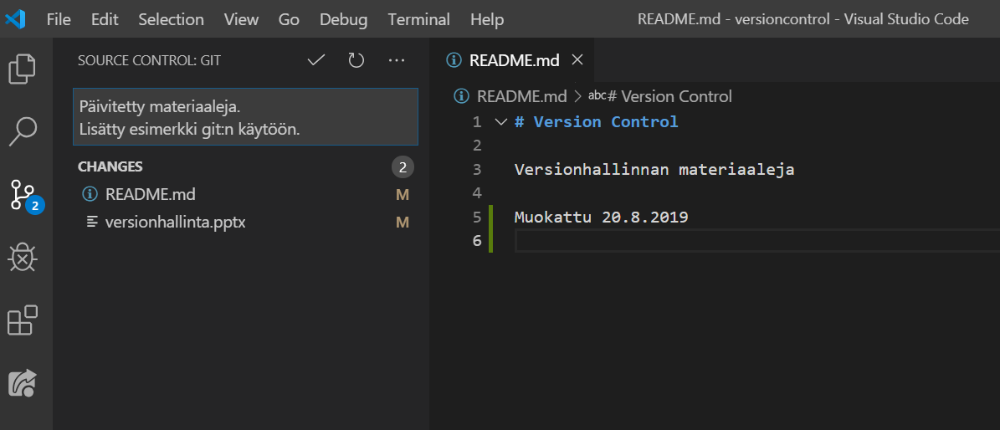 File Edit Selection View Go Debug Terminal Help README.md - versioncontrol - Visual Studio Code
SOURCE CONTROL: GIT
Päivitetty materiaaleja.
Lisätty esimerkki git:n käytöön.
CHANGES 2
README.md M
versionhallinta.pptx M
2
README.md
README.md > abc# Version Control
1 # Version Control
2
3 Versionhallinnan materiaaleja
4
5 Muokattu 20.8.2019
6